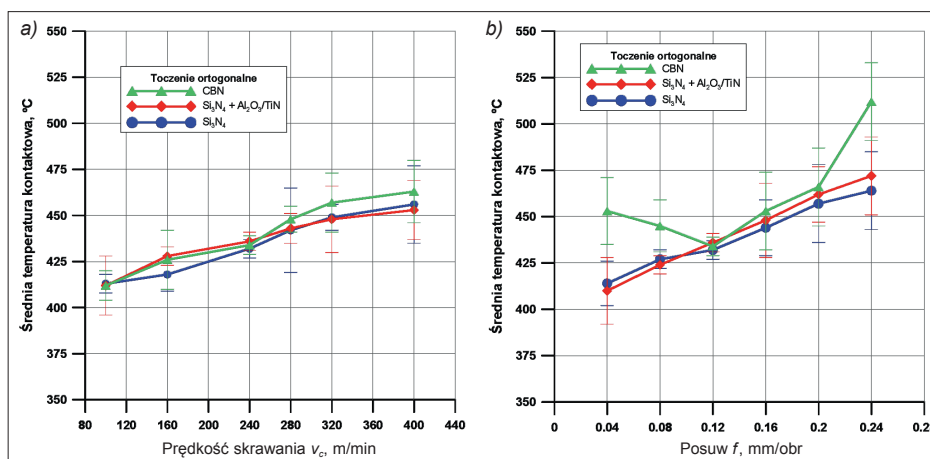 a)
Średnia temperatura kontaktowa, ºC
550
525
500
475
450
425
400
375
350
Toczenie ortogonalne
CBN
Si₃N₄ + Al₂O₃/TiN
Si₃N₄
80 120 160 200 240 280 320 360 400 440
Prędkość skrawania v꜀, m/min
b)
Średnia temperatura kontaktowa, ºC
550
525
500
475
450
425
400
375
350
Toczenie ortogonalne
CBN
Si₃N₄ + Al₂O₃/TiN
Si₃N₄
0.04 0.08 0.12 0.16 0.2 0.24 0.2
Posuw f, mm/obr